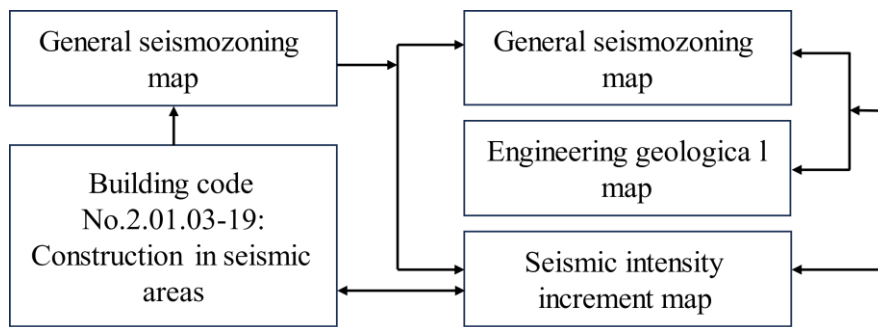 General seismozoning
map
Building code
No.2.01.03-19:
Construction in seismic
areas
General seismozoning
map
Engineering geologica l
map
Seismic intensity
increment map